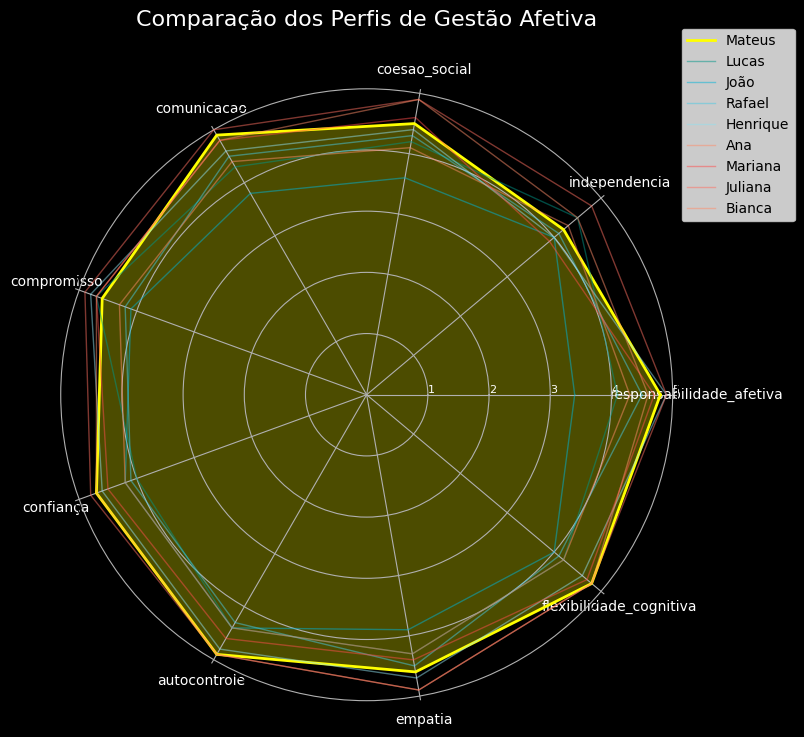 Comparação dos Perfis de Gestão Afetiva
Mateus
Lucas
João
Rafael
Henrique
Ana
Mariana
Juliana
Bianca
coesao_social
comunicacao
independencia
compromisso
1
2
3
4
responsabilidade_afetiva
confiança
flexibilidade_cognitiva
autocontrole
empatia